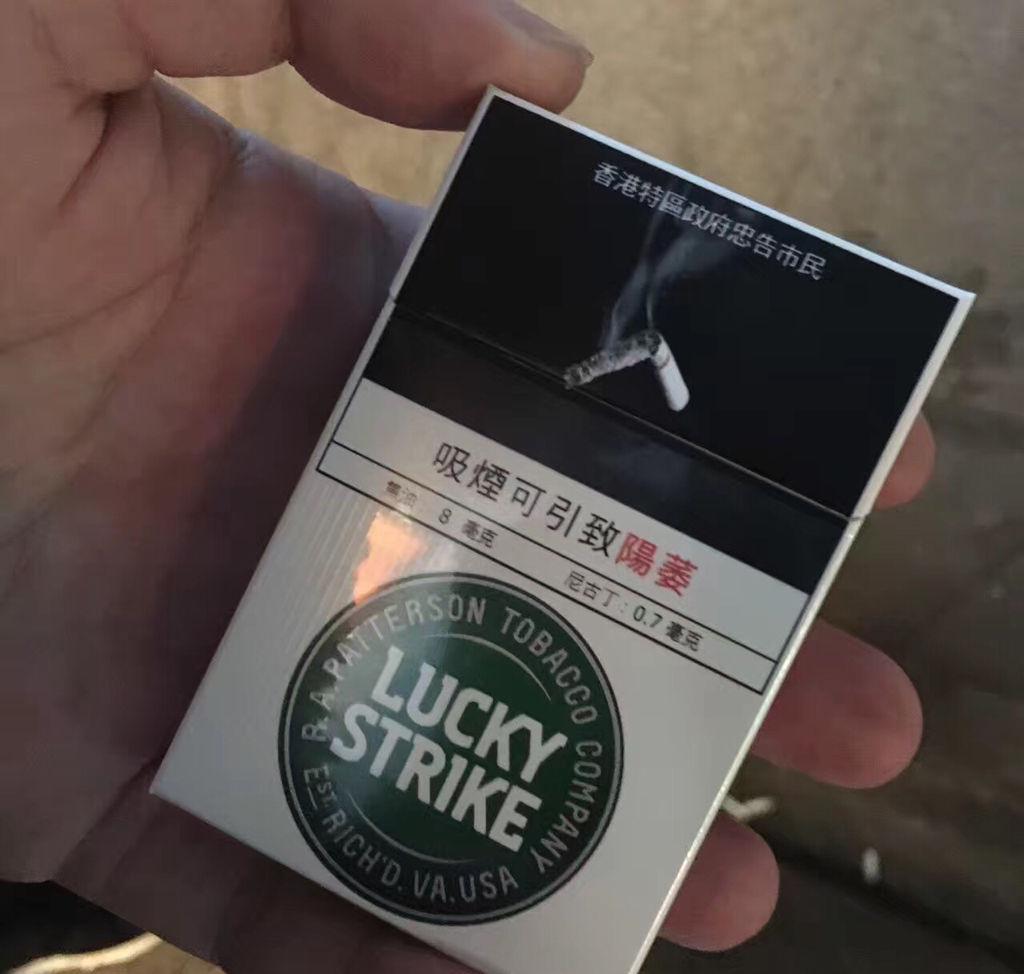 香港特區政府忠告市民
吸煙可引致陽萎
焦油: 8 毫克 尼古丁: 0.7 毫克
R.A. PATTERSON TOBACCO COMPANY
LUCKY
STRIKE
EST. RICH'D. VA. USA